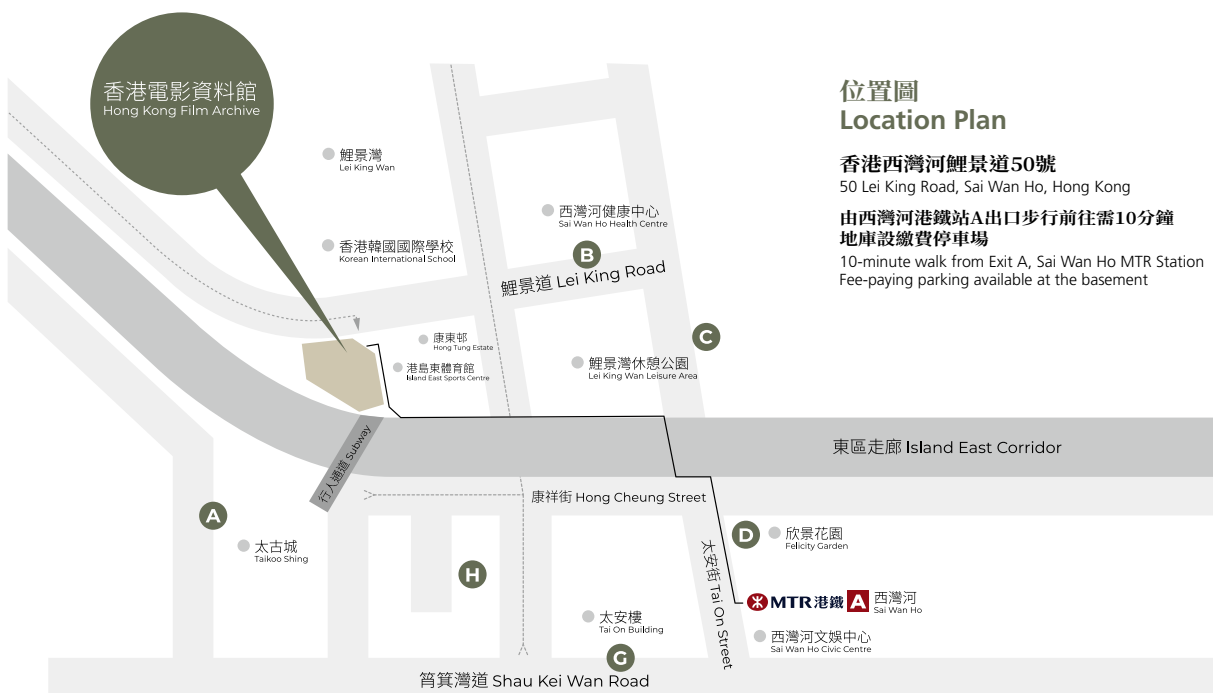 香港電影資料館
Hong Kong Film Archive
位置圖
Location Plan
香港西灣河鯉景道50號
50 Lei King Road, Sai Wan Ho, Hong Kong
由西灣河港鐵站A出口步行前往需10分鐘
地庫設繳費停車場
10-minute walk from Exit A, Sai Wan Ho MTR Station
Fee-paying parking available at the basement
鯉景灣
Lei King Wan
西灣河健康中心
Sai Wan Ho Health Centre
香港韓國國際學校
Korean International School
B
鯉景道 Lei King Road
康東邨
Hong Tung Estate
C
港島東體育館
Island East Sports Centre
鯉景灣休憩公園
Lei King Wan Leisure Area
行人通道 Subway
東區走廊 Island East Corridor
康祥街 Hong Cheung Street
A
太古城
Taikoo Shing
D
欣景花園
Felicity Garden
太安街 Tai On Street
H
MTR 港鐵 A 西灣河
Sai Wan Ho
太安樓
Tai On Building
西灣河文娛中心
Sai Wan Ho Civic Centre
G
筲箕灣道 Shau Kei Wan Road